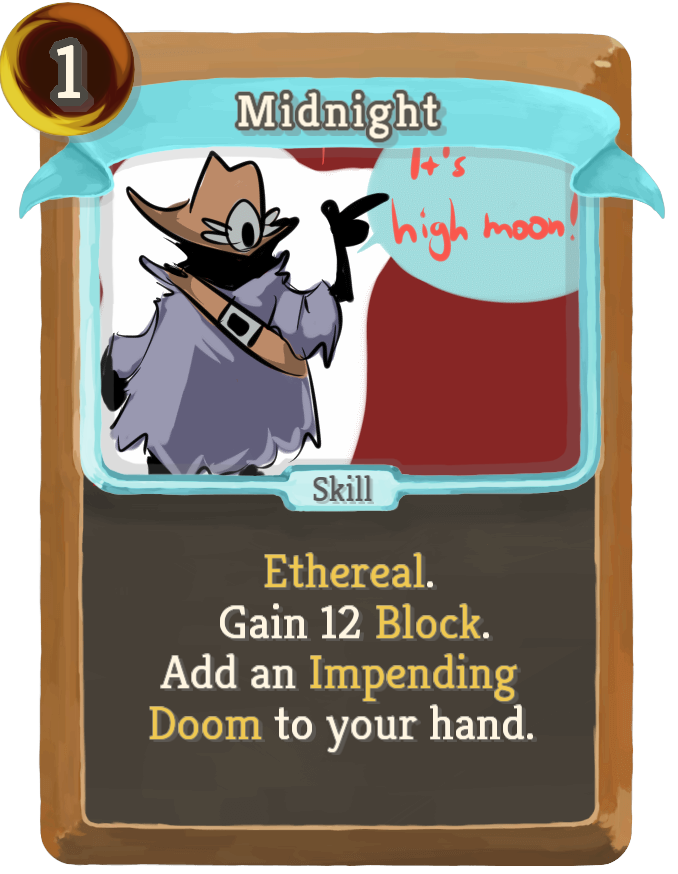 1
Midnight
It's
high moon!
Skill
Ethereal.
Gain 12 Block.
Add an Impending
Doom to your hand.